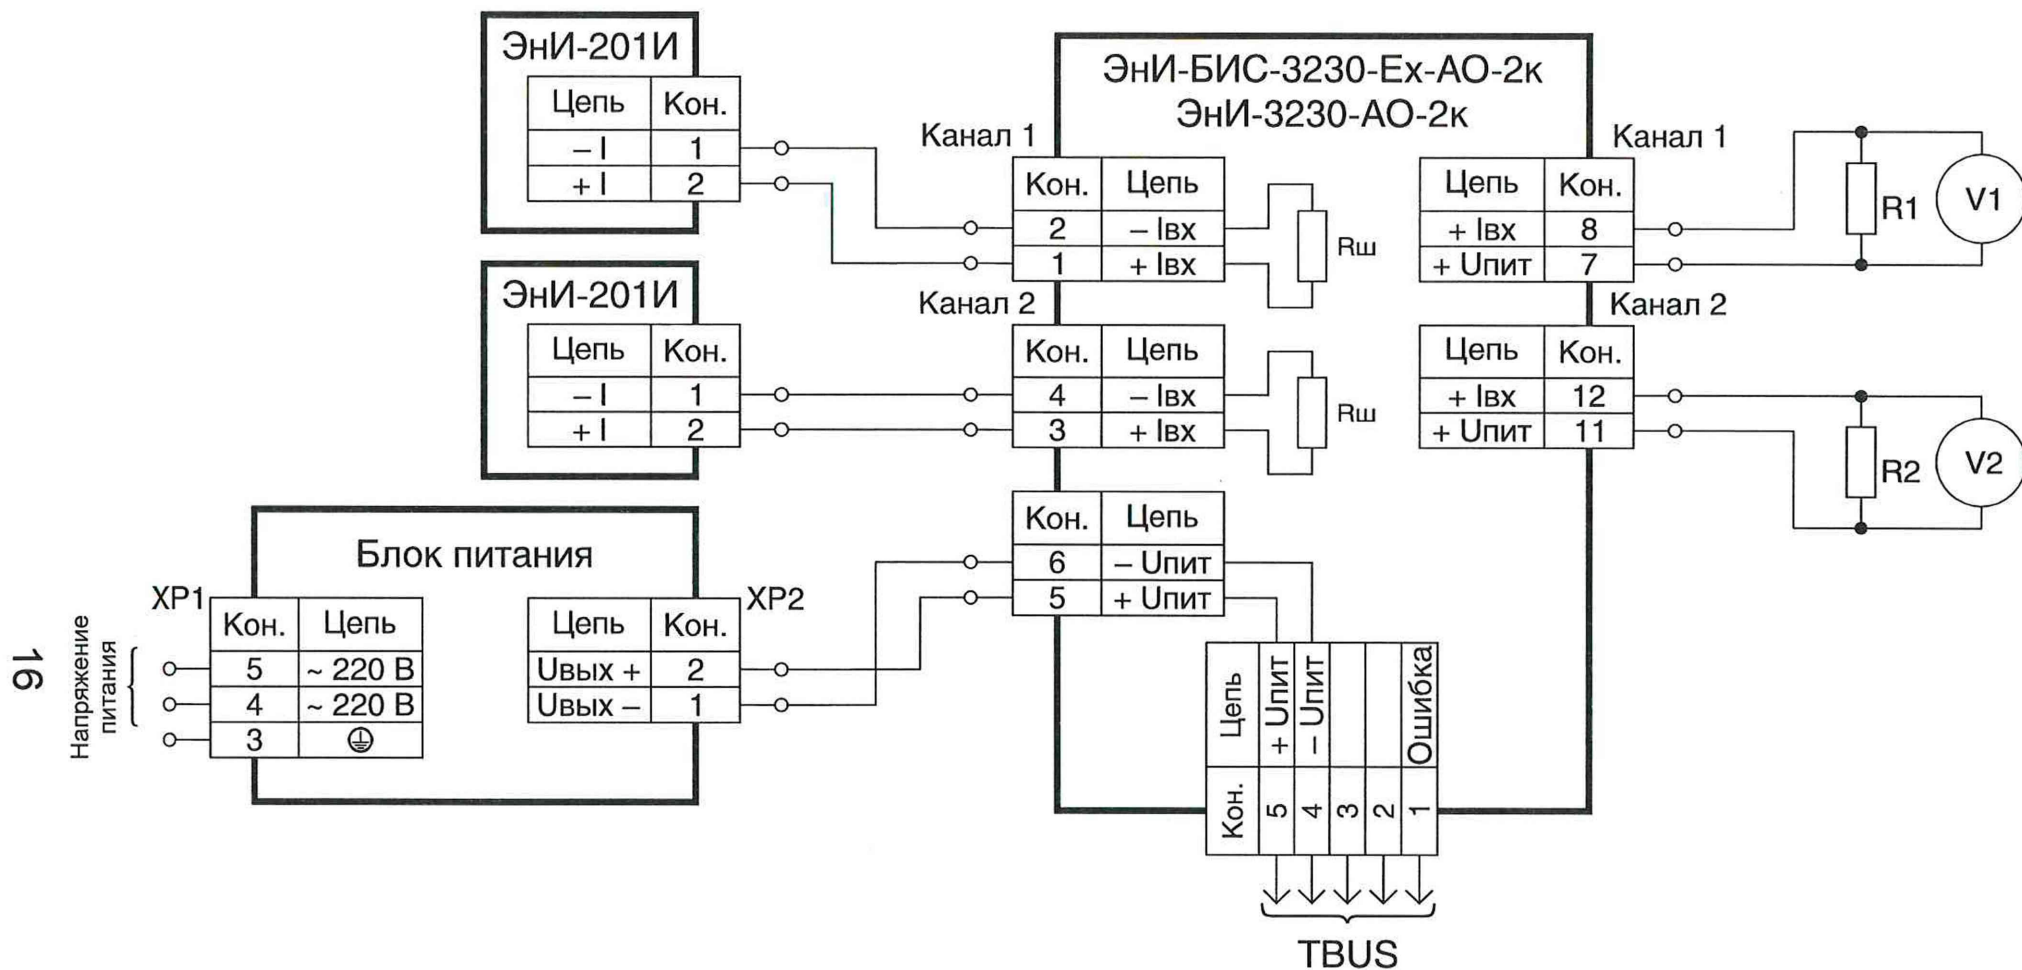 ЭнИ-201И
Цепь Кон.
– I 1
+ I 2
ЭнИ-БИС-3230-Ех-АО-2к
ЭнИ-3230-АО-2к
Канал 1
Кон. Цепь
2 – Iвх
1 + Iвх
Rш
Канал 1
Цепь Кон.
+ Iвх 8
+ Uпит 7
R1
V1
ЭнИ-201И
Цепь Кон.
– I 1
+ I 2
Канал 2
Кон. Цепь
4 – Iвх
3 + Iвх
Rш
Канал 2
Цепь Кон.
+ Iвх 12
+ Uпит 11
R2
V2
Блок питания
XP1
Кон. Цепь
5 ~ 220 В
4 ~ 220 В
3
Напряжение
питания
XP2
Цепь Кон.
Uвых + 2
Uвых – 1
Кон. Цепь
6 – Uпит
5 + Uпит
Цепь + Uпит – Uпит Ошибка
Кон. 5 4 3 2 1
TBUS
16